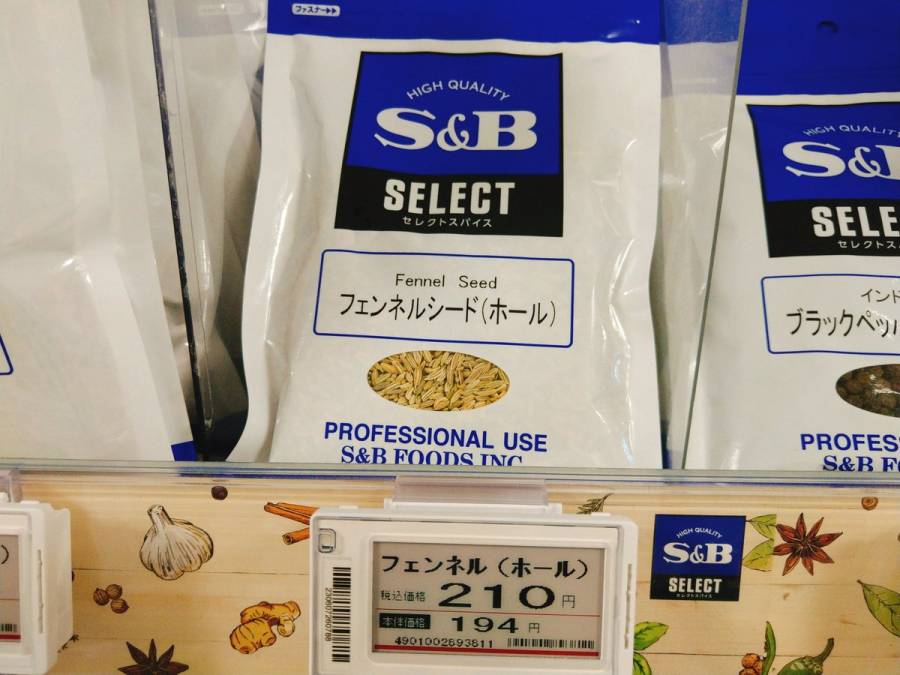 ファスナー▶▶
HIGH QUALITY
S&B
SELECT
セレクトスパイス
Fennel Seed
フェンネルシード(ホール)
PROFESSIONAL USE
S&B FOODS INC
HIGH QUALITY
S&B
SELECT
セレクトスパイス
インド
ブラックペッパ
PROFESS
S&B F
フェンネル (ホール)
税込価格 210円
本体価格 194円
4901002693611
HIGH QUALITY
S&B
SELECT
セレクトスパイス